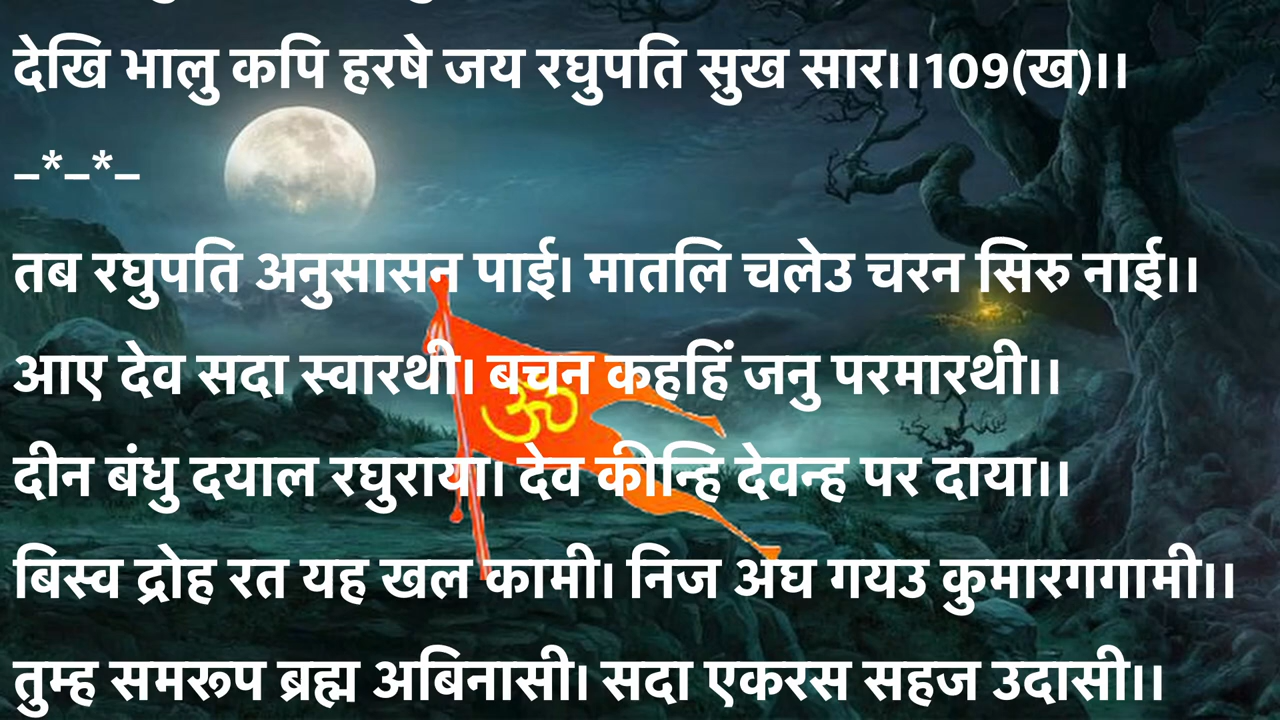 देखि भालु कपि हरषे जय रघुपति सुख सार।।109(ख)।।
–*–*–
तब रघुपति अनुसासन पाई। मातलि चलेउ चरन सिरु नाई।।
आए देव सदा स्वारथी। बचन कहहिं जनु परमारथी।।
दीन बंधु दयाल रघुराया। देव कीन्हि देवन्ह पर दाया।।
बिस्व द्रोह रत यह खल कामी। निज अघ गयउ कुमारगगामी।।
तुम्ह समरूप ब्रह्म अबिनासी। सदा एकरस सहज उदासी।।
ॐ